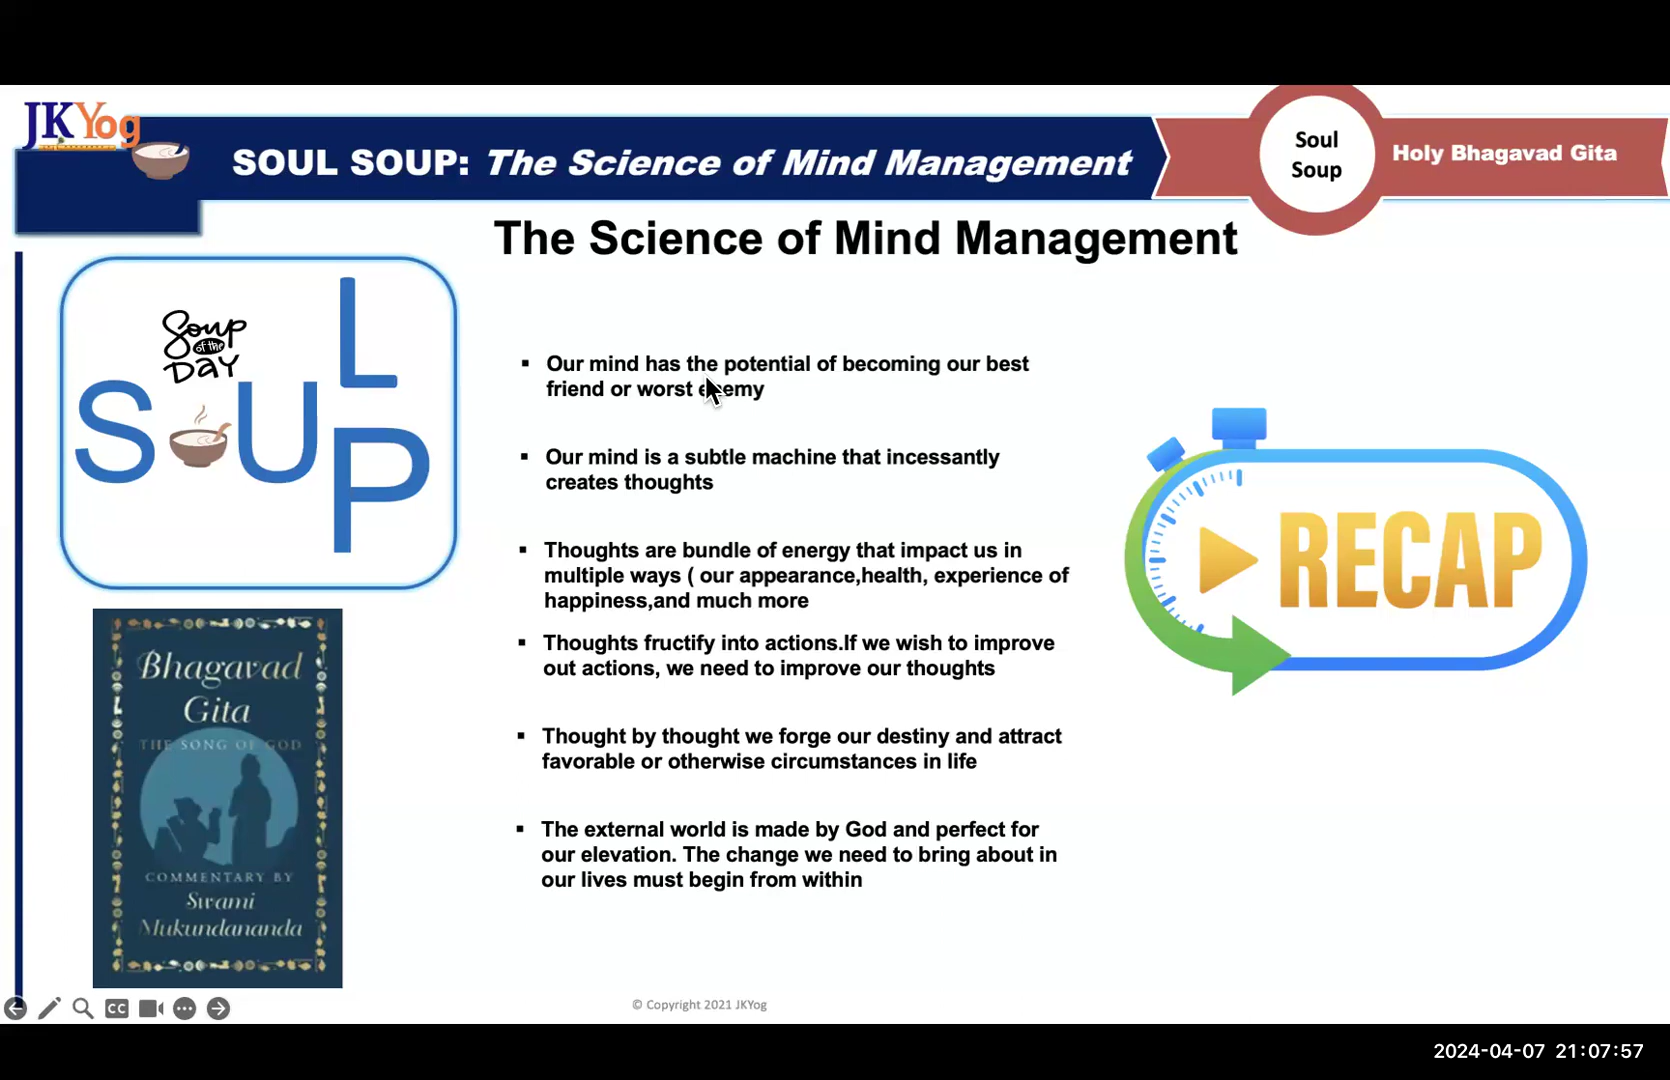 JKYog
SOUL SOUP: The Science of Mind Management
Soul
Soup
Holy Bhagavad Gita
The Science of Mind Management
Soup
of the
DAY
L
S U
P
▪ Our mind has the potential of becoming our best
friend or worst enemy
▪ Our mind is a subtle machine that incessantly
creates thoughts
▪ Thoughts are bundle of energy that impact us in
multiple ways ( our appearance,health, experience of
happiness,and much more
▪ Thoughts fructify into actions.If we wish to improve
out actions, we need to improve our thoughts
▪ Thought by thought we forge our destiny and attract
favorable or otherwise circumstances in life
▪ The external world is made by God and perfect for
our elevation. The change we need to bring about in
our lives must begin from within
RECAP
Bhagavad
Gita
THE SONG OF GOD
COMMENTARY BY
Swami
Mukundananda
CC
© Copyright 2021 JKYog
2024-04-07 21:07:57